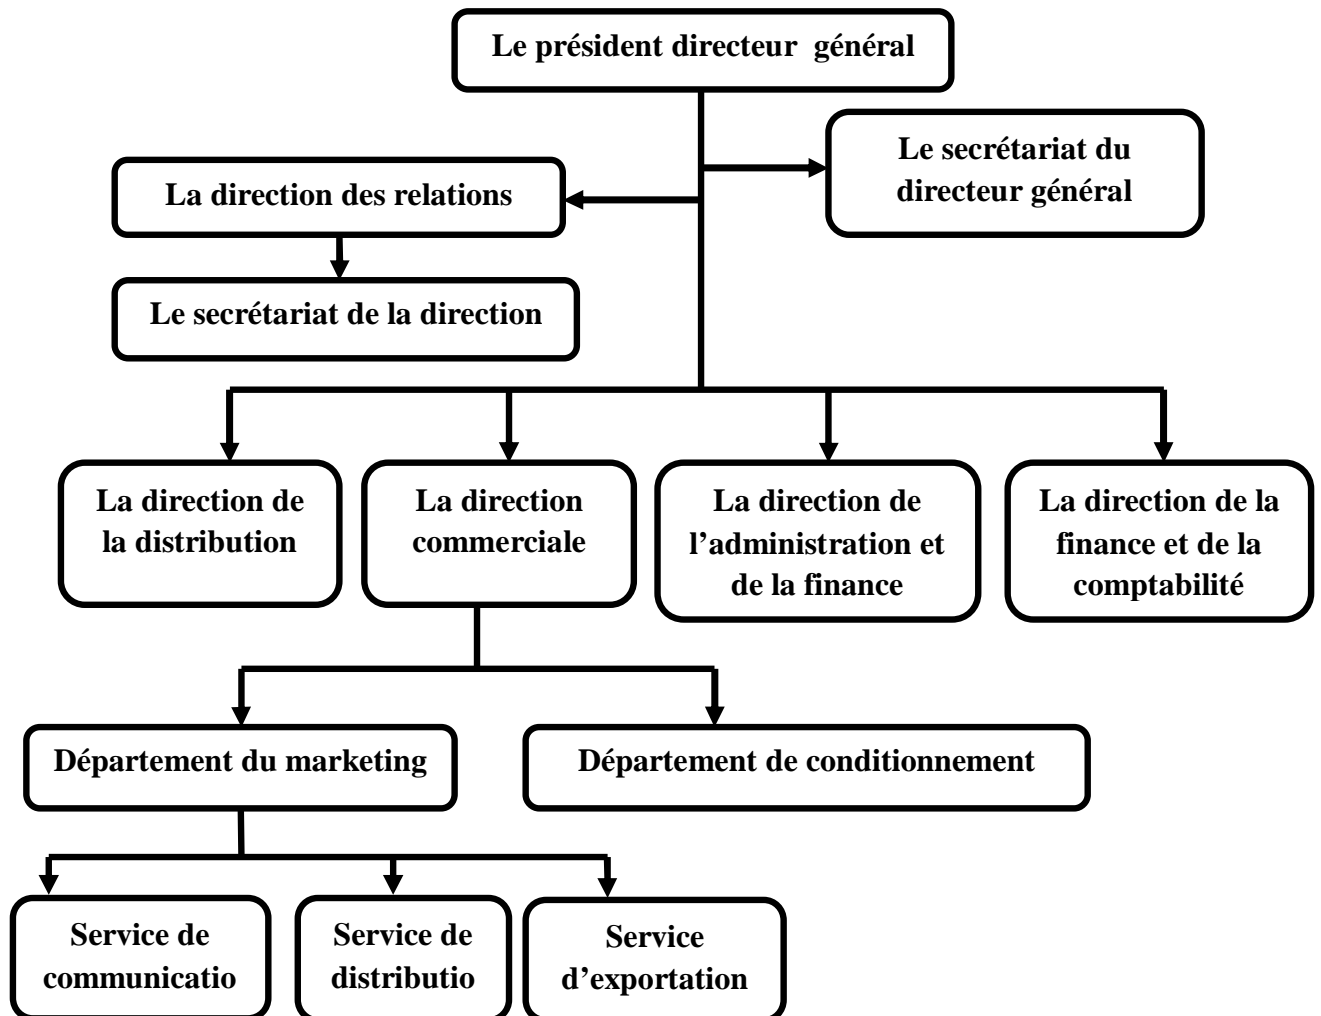 Le président directeur général
Le secrétariat du
directeur général
La direction des relations
Le secrétariat de la direction
La direction de
la distribution
La direction
commerciale
La direction de
l’administration et
de la finance
La direction de la
finance et de la
comptabilité
Département du marketing
Département de conditionnement
Service de
communicatio
Service de
distributio
Service
d’exportation